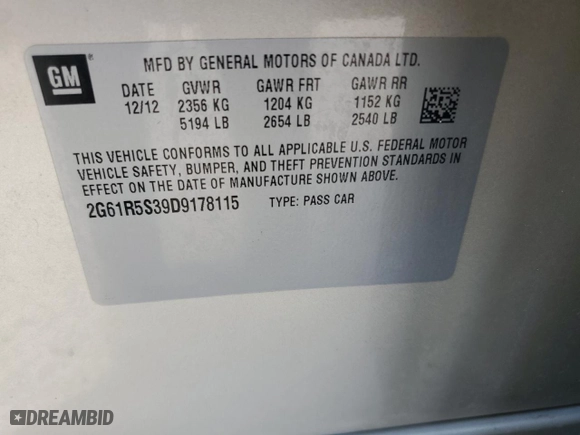 GM
MFD BY GENERAL MOTORS OF CANADA LTD.
DATE GVWR GAWR FRT GAWR RR
12/12 2356 KG 1204 KG 1152 KG
5194 LB 2654 LB 2540 LB
THIS VEHICLE CONFORMS TO ALL APPLICABLE U.S. FEDERAL MOTOR
VEHICLE SAFETY, BUMPER, AND THEFT PREVENTION STANDARDS IN
EFFECT ON THE DATE OF MANUFACTURE SHOWN ABOVE.
2G61R5S39D9178115 TYPE: PASS CAR
DREAMBID